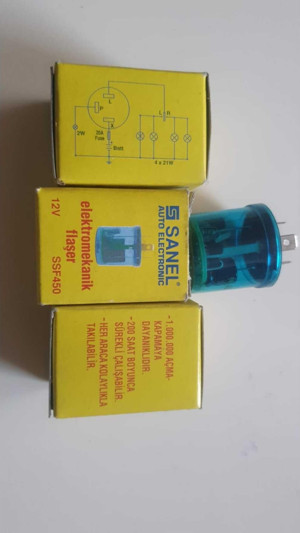 L
P
L
R
A
2W
20A
Fuse
Batt
4 x 21W
SANEL®
AUTO ELECTRONIC
elektromekanik
flaşer
12V
SSF450
-1.000.000 AÇMA-
KAPAMAYA
DAYANIKLIDIR.
-200 SAAT BOYUNCA
SÜREKLİ ÇALIŞABİLİR.
-HER ARACA KOLAYLIKLA
TAKILABİLİR.